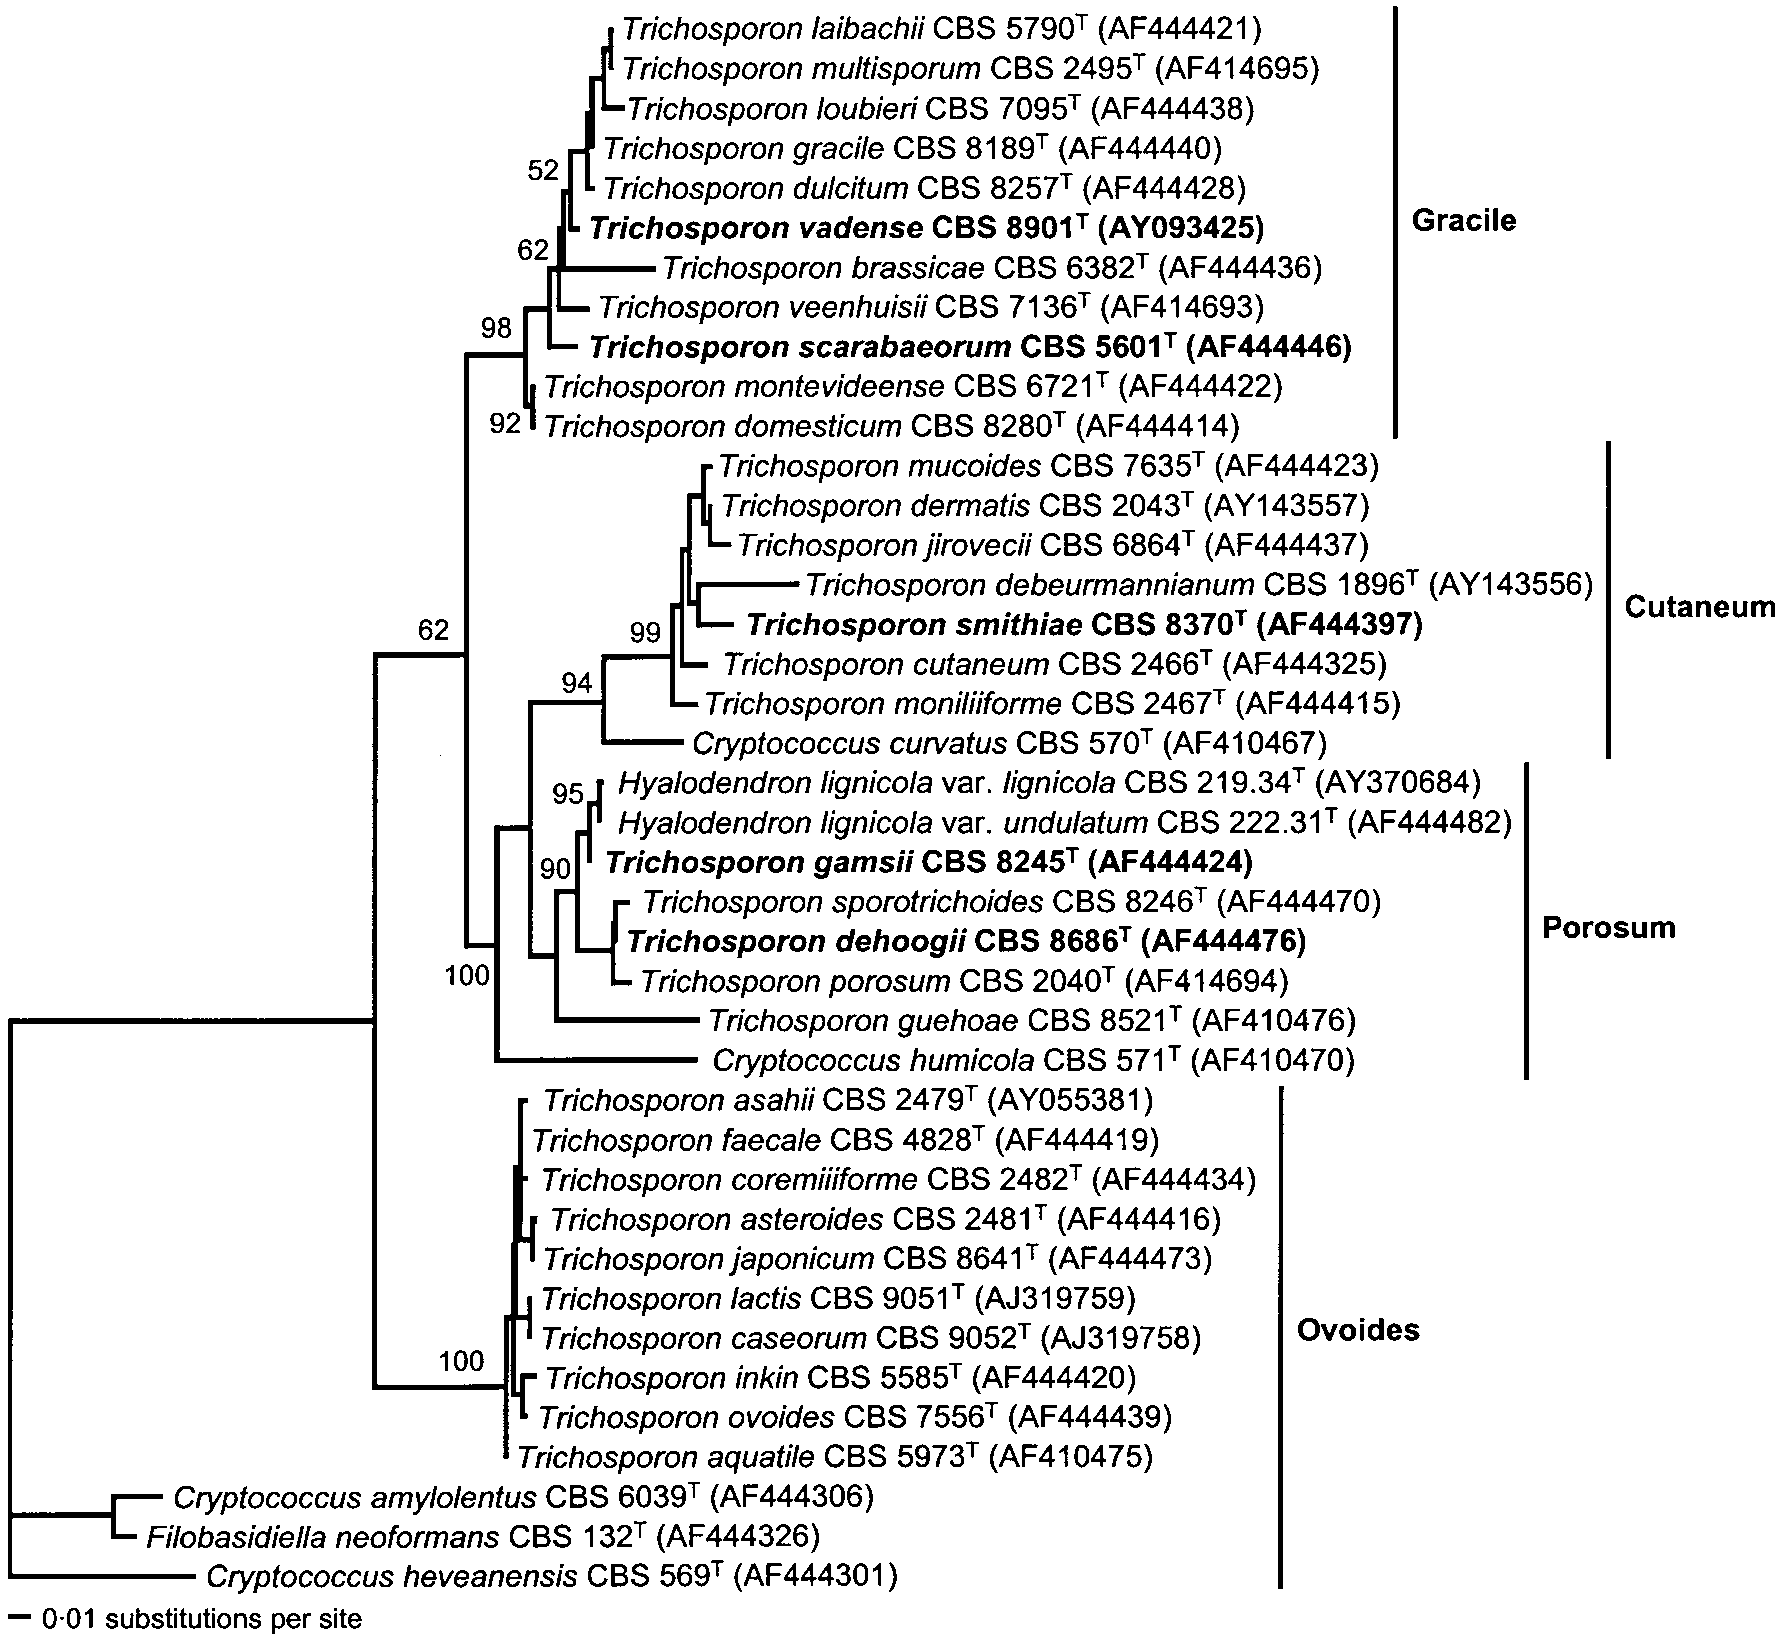 Trichosporon laibachii CBS 5790ᵀ (AF444421)
Trichosporon multisporum CBS 2495ᵀ (AF414695)
Trichosporon loubieri CBS 7095ᵀ (AF444438)
Trichosporon gracile CBS 8189ᵀ (AF444440)
52
Trichosporon dulcitum CBS 8257ᵀ (AF444428)
Trichosporon vadense CBS 8901ᵀ (AY093425)
Gracile
62
Trichosporon brassicae CBS 6382ᵀ (AF444436)
Trichosporon veenhuisii CBS 7136ᵀ (AF414693)
98
Trichosporon scarabaeorum CBS 5601ᵀ (AF444446)
Trichosporon montevideense CBS 6721ᵀ (AF444422)
92
Trichosporon domesticum CBS 8280ᵀ (AF444414)
Trichosporon mucoides CBS 7635ᵀ (AF444423)
Trichosporon dermatis CBS 2043ᵀ (AY143557)
Trichosporon jirovecii CBS 6864ᵀ (AF444437)
Trichosporon debeurmannianum CBS 1896ᵀ (AY143556)
Cutaneum
62
99
Trichosporon smithiae CBS 8370ᵀ (AF444397)
Trichosporon cutaneum CBS 2466ᵀ (AF444325)
94
Trichosporon moniliiforme CBS 2467ᵀ (AF444415)
Cryptococcus curvatus CBS 570ᵀ (AF410467)
Hyalodendron lignicola var. lignicola CBS 219.34ᵀ (AY370684)
95
Hyalodendron lignicola var. undulatum CBS 222.31ᵀ (AF444482)
Trichosporon gamsii CBS 8245ᵀ (AF444424)
90
Trichosporon sporotrichoides CBS 8246ᵀ (AF444470)
Trichosporon dehoogii CBS 8686ᵀ (AF444476)
Porosum
100
Trichosporon porosum CBS 2040ᵀ (AF414694)
Trichosporon guehoae CBS 8521ᵀ (AF410476)
Cryptococcus humicola CBS 571ᵀ (AF410470)
Trichosporon asahii CBS 2479ᵀ (AY055381)
Trichosporon faecale CBS 4828ᵀ (AF444419)
Trichosporon coremiiiforme CBS 2482ᵀ (AF444434)
Trichosporon asteroides CBS 2481ᵀ (AF444416)
Trichosporon japonicum CBS 8641ᵀ (AF444473)
Trichosporon lactis CBS 9051ᵀ (AJ319759)
Trichosporon caseorum CBS 9052ᵀ (AJ319758)
Ovoides
100
Trichosporon inkin CBS 5585ᵀ (AF444420)
Trichosporon ovoides CBS 7556ᵀ (AF444439)
Trichosporon aquatile CBS 5973ᵀ (AF410475)
Cryptococcus amylolentus CBS 6039ᵀ (AF444306)
Filobasidiella neoformans CBS 132ᵀ (AF444326)
Cryptococcus heveanensis CBS 569ᵀ (AF444301)
0·01 substitutions per site